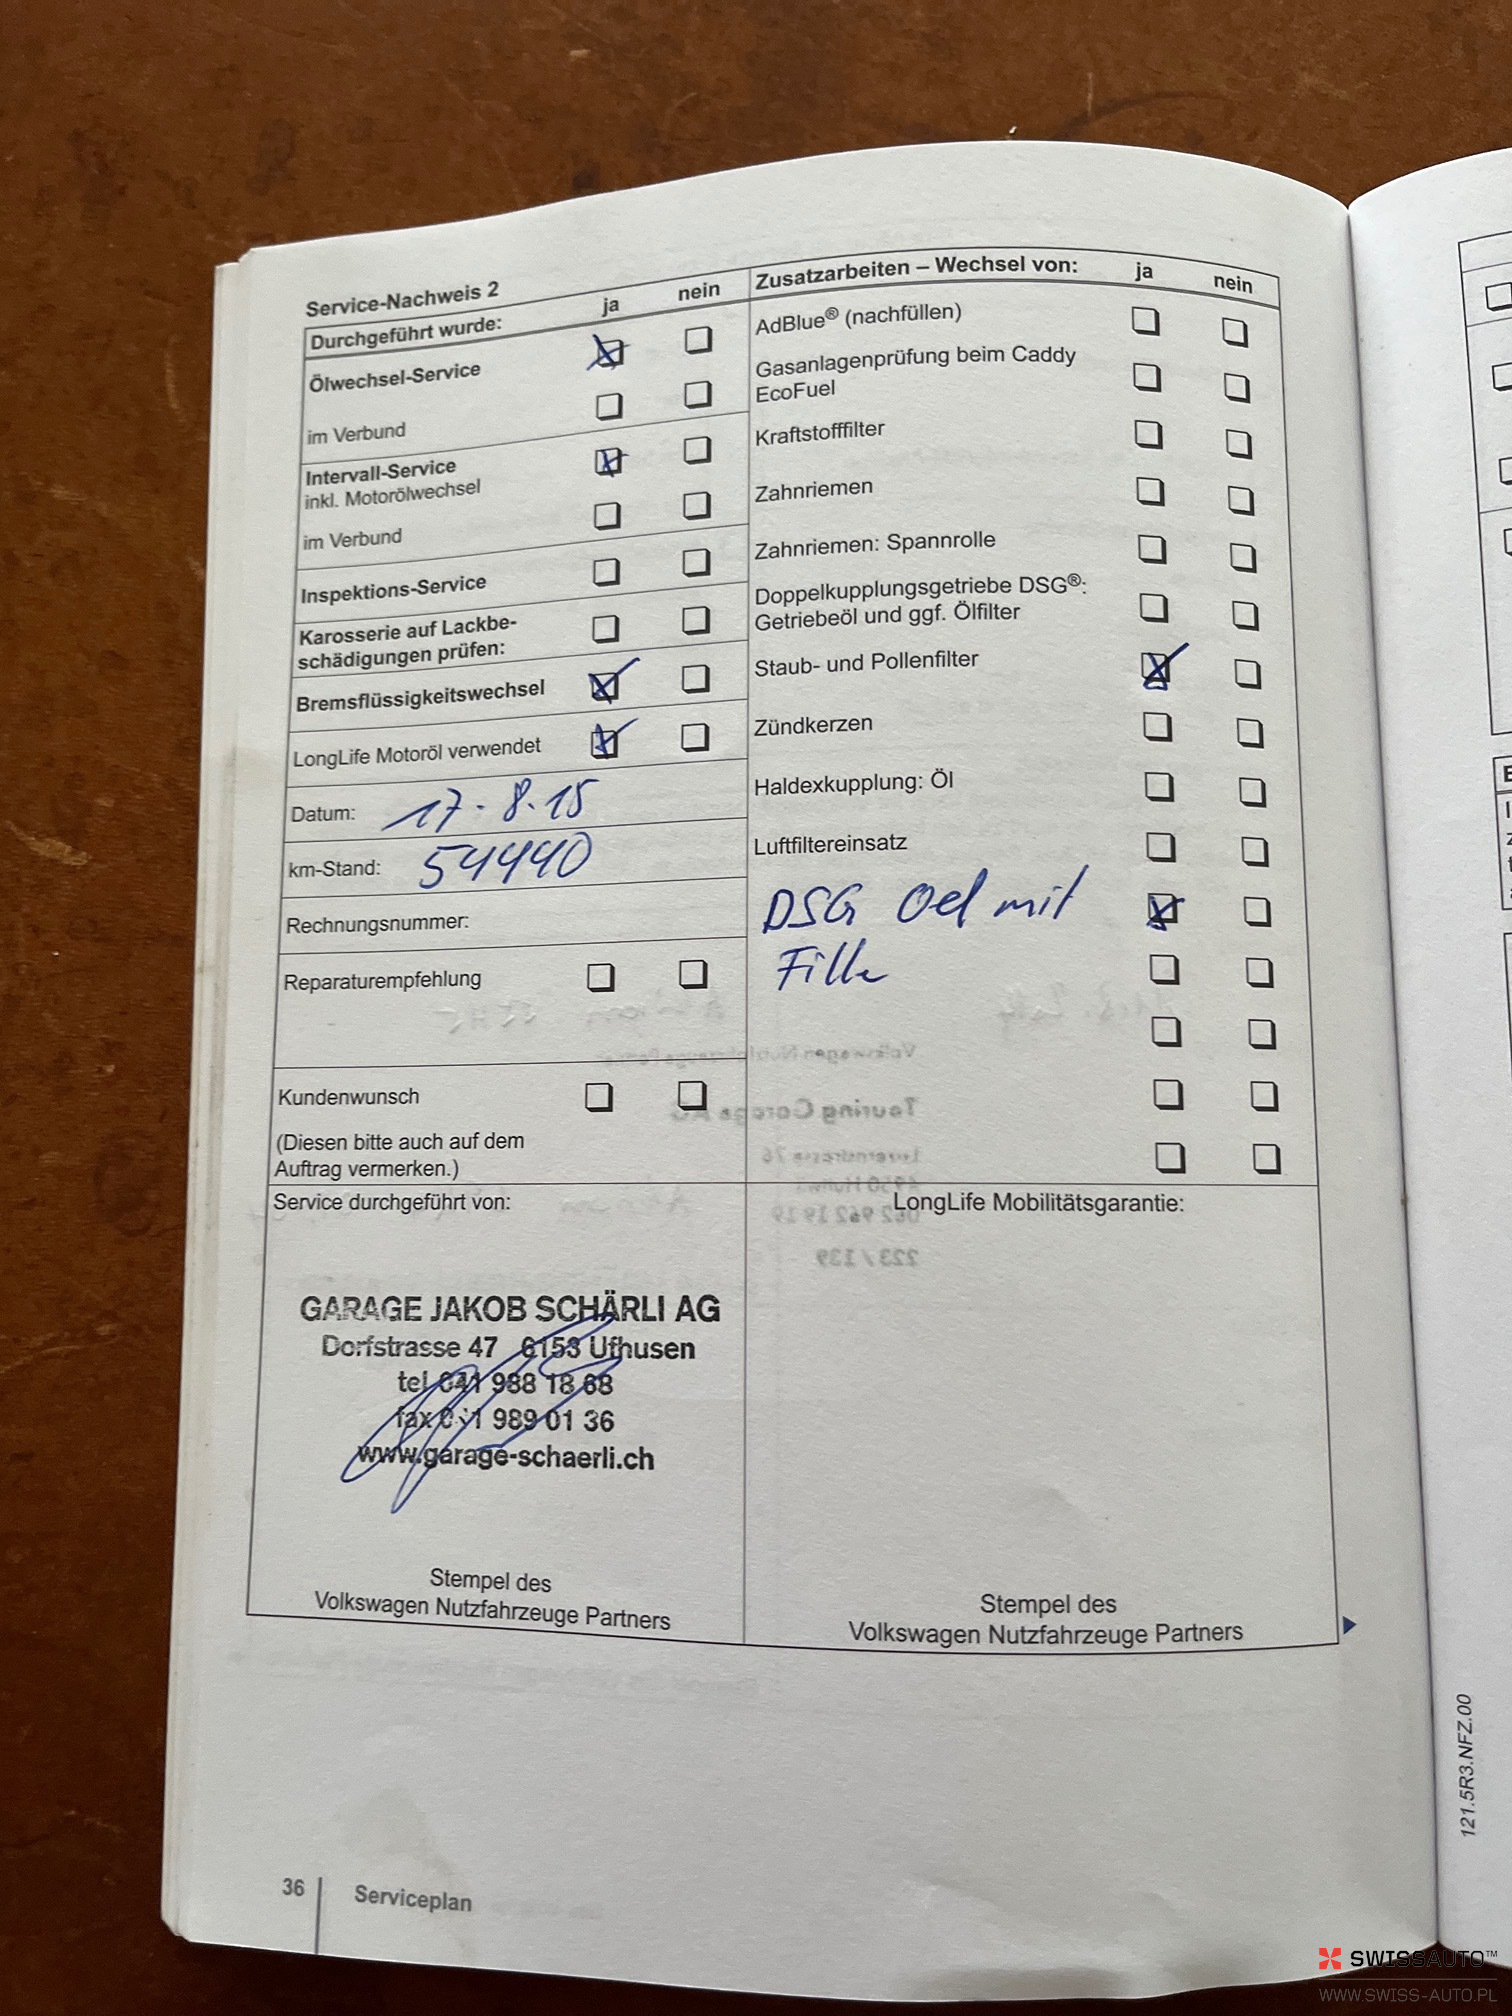 Service-Nachweis 2
Durchgeführt wurde: ja nein
Ölwechsel-Service
im Verbund
Intervall-Service
inkl. Motorölwechsel
im Verbund
Inspektions-Service
Karosserie auf Lackbe-
schädigungen prüfen:
Bremsflüssigkeitswechsel
LongLife Motoröl verwendet
Datum: 17.8.15
km-Stand: 54440
Rechnungsnummer:
Reparaturempfehlung
Kundenwunsch
(Diesen bitte auch auf dem
Auftrag vermerken.)
Zusatzarbeiten – Wechsel von: ja nein
AdBlue® (nachfüllen)
Gasanlagenprüfung beim Caddy
EcoFuel
Kraftstofffilter
Zahnriemen
Zahnriemen: Spannrolle
Doppelkupplungsgetriebe DSG®:
Getriebeöl und ggf. Ölfilter
Staub- und Pollenfilter
Zündkerzen
Haldexkupplung: Öl
Luftfiltereinsatz
DSG Oel mit
Service durchgeführt von:
GARAGE JAKOB SCHÄRLI AG
Dorfstrasse 47 6153 Ufhusen
tel 041 988 18 68
fax 041 989 01 36
www.garage-schaerli.ch
Stempel des
Volkswagen Nutzfahrzeuge Partners
LongLife Mobilitätsgarantie:
Stempel des
Volkswagen Nutzfahrzeuge Partners
36 Serviceplan
121.5R3.NFZ.00
SWISSAUTO™
WWW.SWISS-AUTO.PL